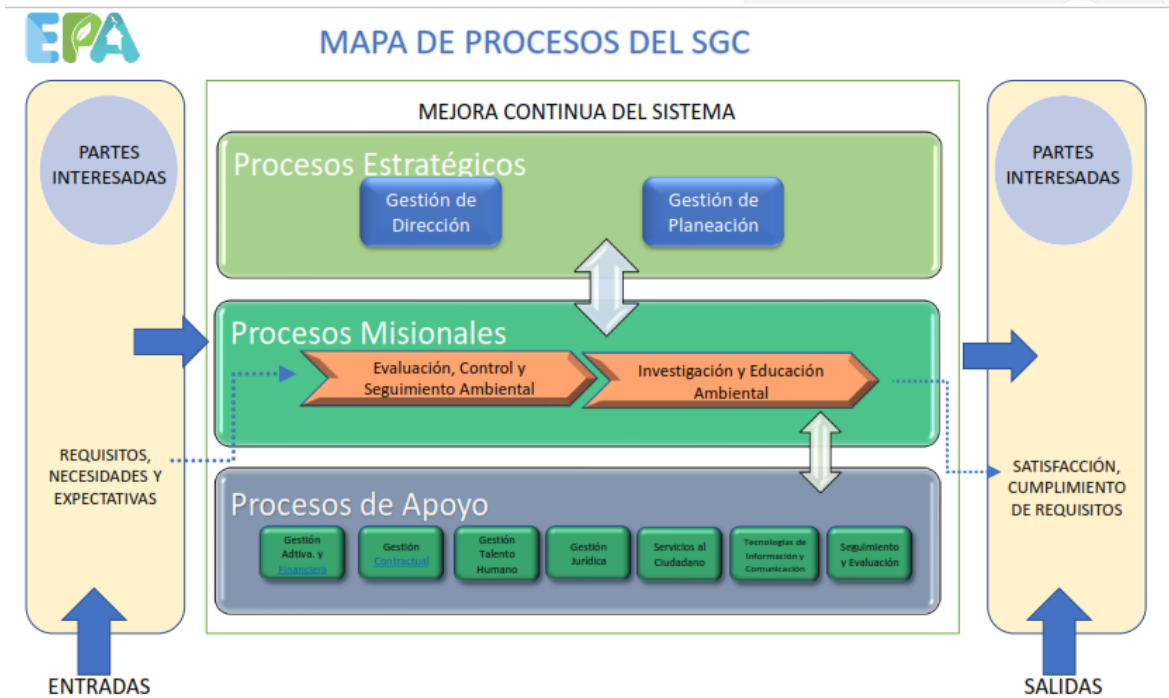 EPA
MAPA DE PROCESOS DEL SGC
PARTES
INTERESADAS
REQUISITOS,
NECESIDADES Y
EXPECTATIVAS
ENTRADAS
MEJORA CONTINUA DEL SISTEMA
Procesos Estratégicos
Gestión de
Dirección
Gestión de
Planeación
Procesos Misionales
Evaluación, Control y
Seguimiento Ambiental
Investigación y Educación
Ambiental
Procesos de Apoyo
Gestión
Adtiva. y
Financiera
Gestión
Contractual
Gestión
Talento
Humano
Gestión
Jurídica
Servicios al
Ciudadano
Tecnologías de
Información y
Comunicación
Seguimiento
y Evaluación
PARTES
INTERESADAS
SATISFACCIÓN,
CUMPLIMIENTO
DE REQUISITOS
SALIDAS